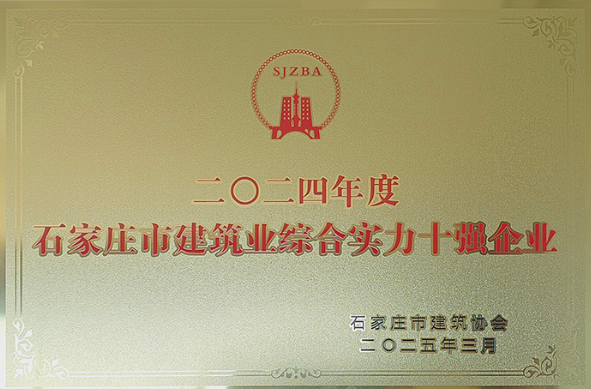 SJZBA
二〇二四年度
石家庄市建筑业综合实力十强企业
石家庄市建筑协会
二〇二五年三月